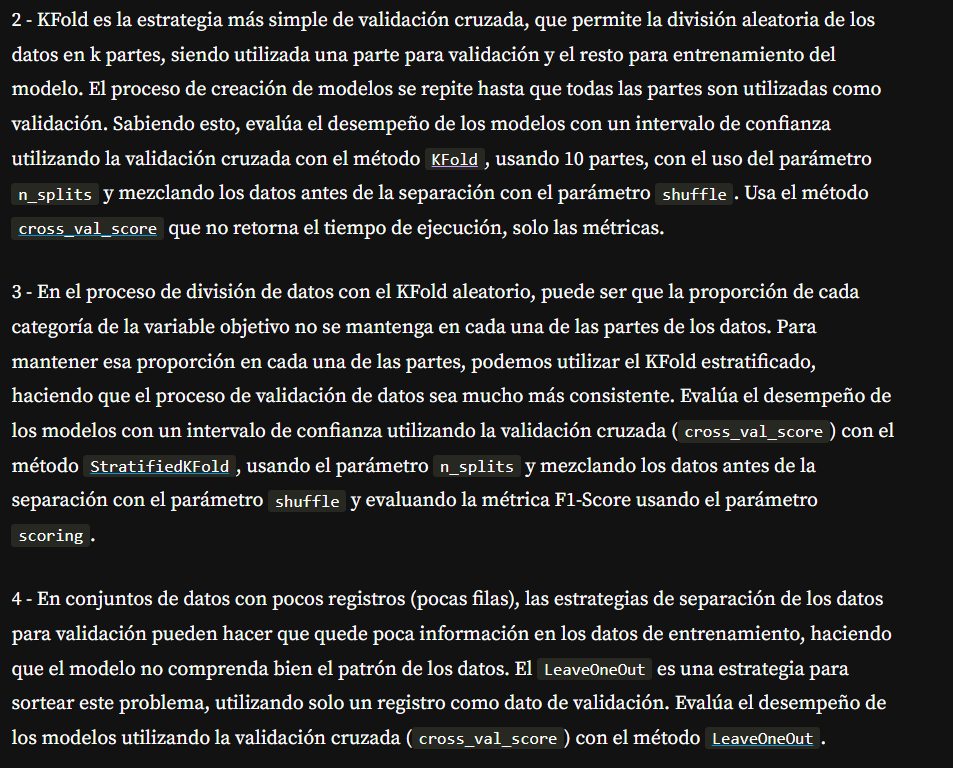 2 - KFold es la estrategia más simple de validación cruzada, que permite la división aleatoria de los
datos en k partes, siendo utilizada una parte para validación y el resto para entrenamiento del
modelo. El proceso de creación de modelos se repite hasta que todas las partes son utilizadas como
validación. Sabiendo esto, evalúa el desempeño de los modelos con un intervalo de confianza
utilizando la validación cruzada con el método KFold , usando 10 partes, con el uso del parámetro
n_splits y mezclando los datos antes de la separación con el parámetro shuffle . Usa el método
cross_val_score que no retorna el tiempo de ejecución, solo las métricas.
3 - En el proceso de división de datos con el KFold aleatorio, puede ser que la proporción de cada
categoría de la variable objetivo no se mantenga en cada una de las partes de los datos. Para
mantener esa proporción en cada una de las partes, podemos utilizar el KFold estratificado,
haciendo que el proceso de validación de datos sea mucho más consistente. Evalúa el desempeño de
los modelos con un intervalo de confianza utilizando la validación cruzada ( cross_val_score ) con el
método StratifiedKFold , usando el parámetro n_splits y mezclando los datos antes de la
separación con el parámetro shuffle y evaluando la métrica F1-Score usando el parámetro
scoring .
4 - En conjuntos de datos con pocos registros (pocas filas), las estrategias de separación de los datos
para validación pueden hacer que quede poca información en los datos de entrenamiento, haciendo
que el modelo no comprenda bien el patrón de los datos. El LeaveOneOut es una estrategia para
sortear este problema, utilizando solo un registro como dato de validación. Evalúa el desempeño de
los modelos utilizando la validación cruzada ( cross_val_score ) con el método LeaveOneOut .